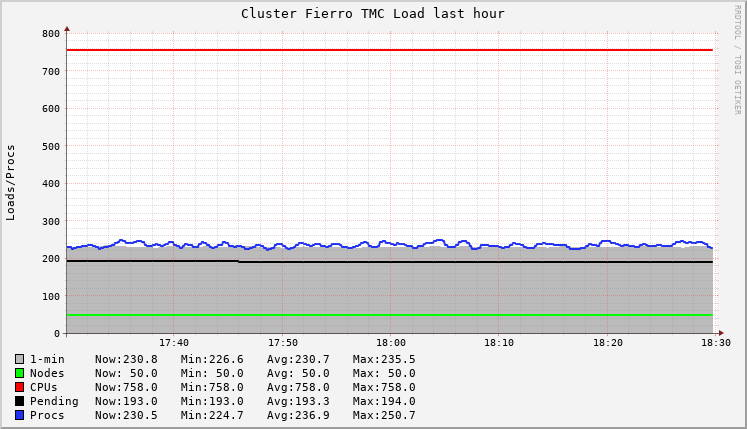 Cluster Fierro TMC Load last hour
RRDTOOL / TOBI OETIKER
Loads/Procs
800
700
600
500
400
300
200
100
0
17:40 17:50 18:00 18:10 18:20 18:30
1-min Now:230.8 Min:226.6 Avg:230.7 Max:235.5
Nodes Now: 50.0 Min: 50.0 Avg: 50.0 Max: 50.0
CPUs Now:758.0 Min:758.0 Avg:758.0 Max:758.0
Pending Now:193.0 Min:193.0 Avg:193.3 Max:194.0
Procs Now:230.5 Min:224.7 Avg:236.9 Max:250.7